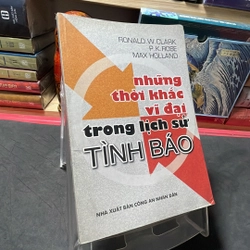 RONALD W. CLARK
P. K. ROBE
MAX HOLLAND
những
thời khác
vĩ đại
trong lịch sử
TÌNH BÁO
NHÀ XUẤT BẢN CÔNG AN NHÂN DÂN